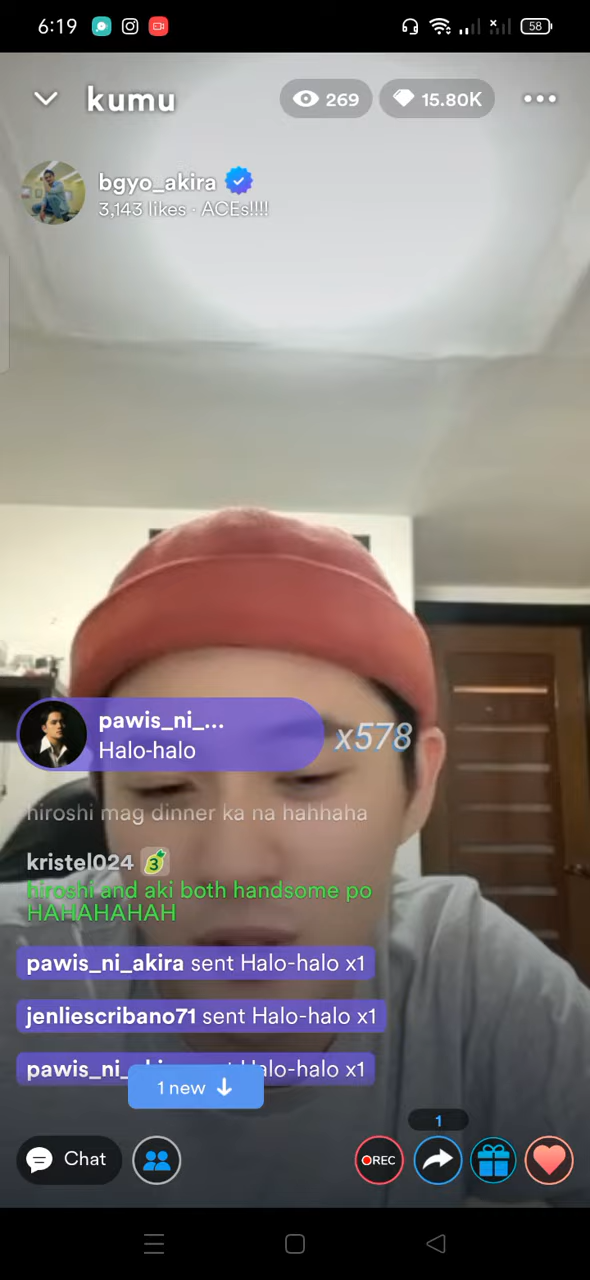 6:19
58
kumu
269
15.80K
bgyo_akira
3,143 likes · ACEs!!!!
pawis_ni_...
Halo-halo
x578
hiroshi mag dinner ka na hahhaha
kristel024
3
hiroshi and aki both handsome po
HAHAHAHAH
pawis_ni_akira sent Halo-halo x1
jenliescribano71 sent Halo-halo x1
pawis_ni_ Halo-halo x1
1 new
1
Chat
REC